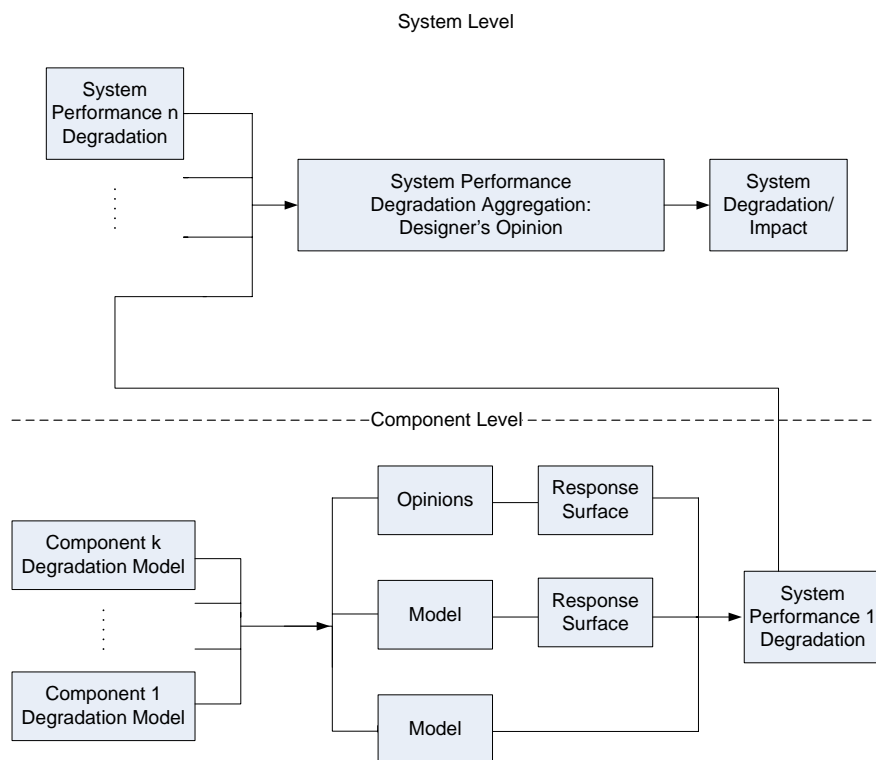 System Level
System
Performance n
Degradation
System Performance
Degradation Aggregation:
Designer's Opinion
System
Degradation/
Impact
Component Level
Opinions
Response
Surface
Component k
Degradation Model
Model
Response
Surface
System
Performance 1
Degradation
Component 1
Degradation Model
Model